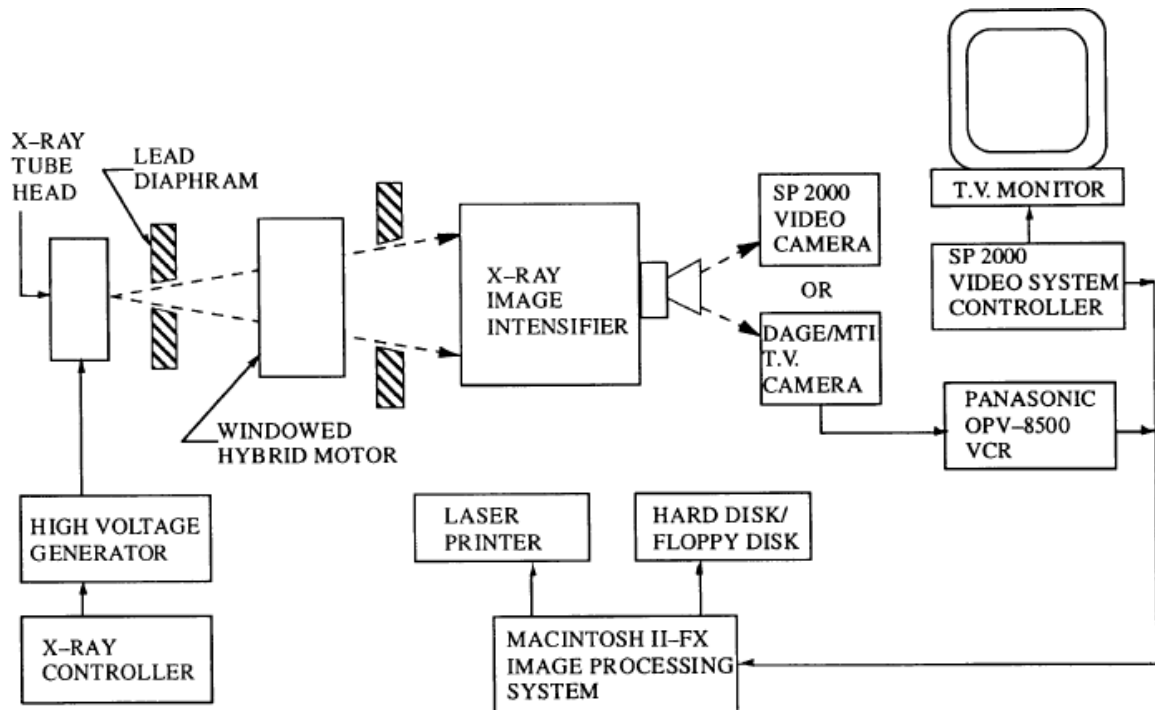 X–RAY
TUBE
HEAD
LEAD
DIAPHRAM
WINDOWED
HYBRID MOTOR
X–RAY
IMAGE
INTENSIFIER
SP 2000
VIDEO
CAMERA
OR
DAGE/MTI
T.V.
CAMERA
T.V. MONITOR
SP 2000
VIDEO SYSTEM
CONTROLLER
PANASONIC
OPV–8500
VCR
HIGH VOLTAGE
GENERATOR
X–RAY
CONTROLLER
LASER
PRINTER
HARD DISK/
FLOPPY DISK
MACINTOSH II–FX
IMAGE PROCESSING
SYSTEM